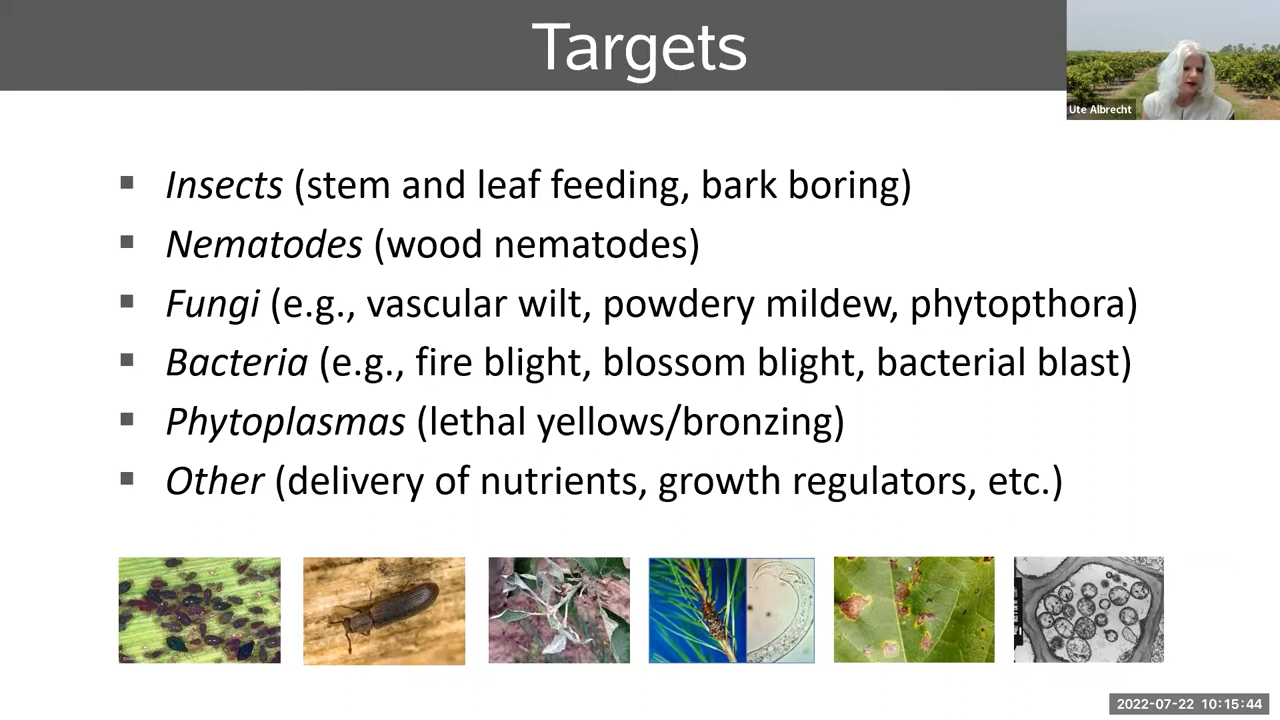 Targets
Ute Albrecht
▪ Insects (stem and leaf feeding, bark boring)
▪ Nematodes (wood nematodes)
▪ Fungi (e.g., vascular wilt, powdery mildew, phytopthora)
▪ Bacteria (e.g., fire blight, blossom blight, bacterial blast)
▪ Phytoplasmas (lethal yellows/bronzing)
▪ Other (delivery of nutrients, growth regulators, etc.)
2022-07-22 10:15:44